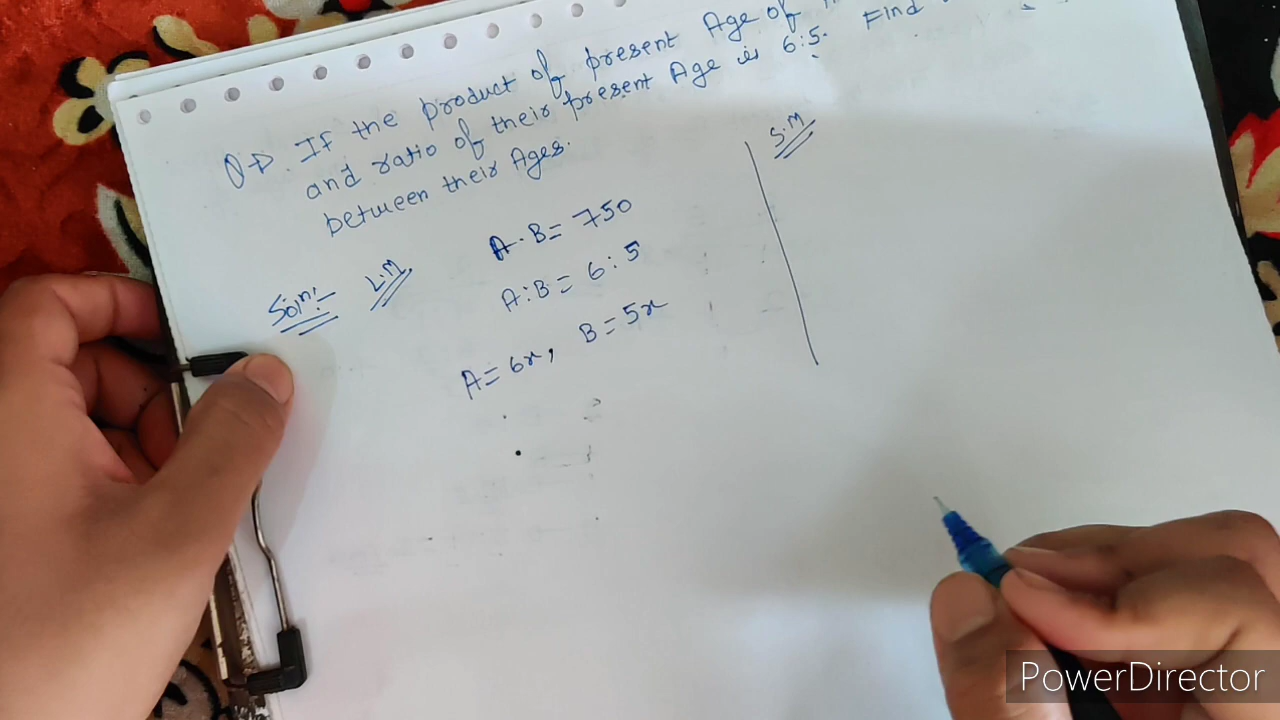 Q-1). If the product of present Age of
and ratio of their present Age is 6:5. Find
between their Ages.
Soln:- L.M
A·B= 750
A:B= 6:5
A= 6x, B= 5x
S.M
PowerDirector